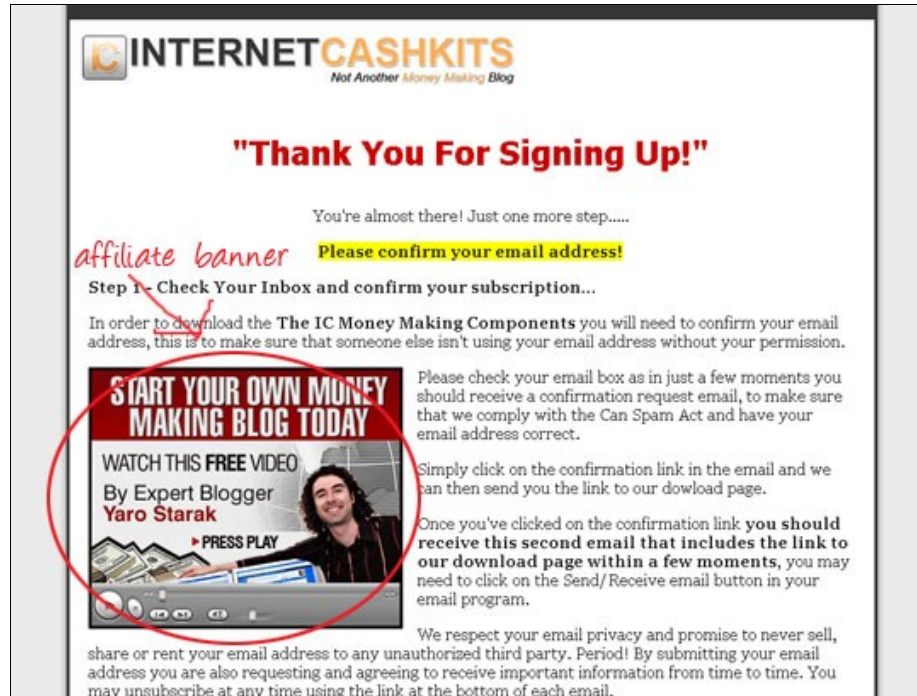 INTERNETCASHKITS
Not Another Money Making Blog
"Thank You For Signing Up!"
You're almost there! Just one more step.....
affiliate banner
Please confirm your email address!
Step 1 - Check Your Inbox and confirm your subscription...
In order to download the The IC Money Making Components you will need to confirm your email
address, this is to make sure that someone else isn't using your email address without your permission.
START YOUR OWN MONEY
MAKING BLOG TODAY
WATCH THIS FREE VIDEO
By Expert Blogger
Yaro Starak
PRESS PLAY
Please check your email box as in just a few moments you
should receive a confirmation request email, to make sure
that we comply with the Can Spam Act and have your
email address correct.
Simply click on the confirmation link in the email and we
can then send you the link to our dowload page.
Once you've clicked on the confirmation link you should
receive this second email that includes the link to
our download page within a few moments, you may
need to click on the Send/Receive email button in your
email program.
We respect your email privacy and promise to never sell,
share or rent your email address to any unauthorized third party. Period! By submitting your email
address you are also requesting and agreeing to receive important information from time to time. You
may unsubscribe at any time using the link at the bottom of each email.